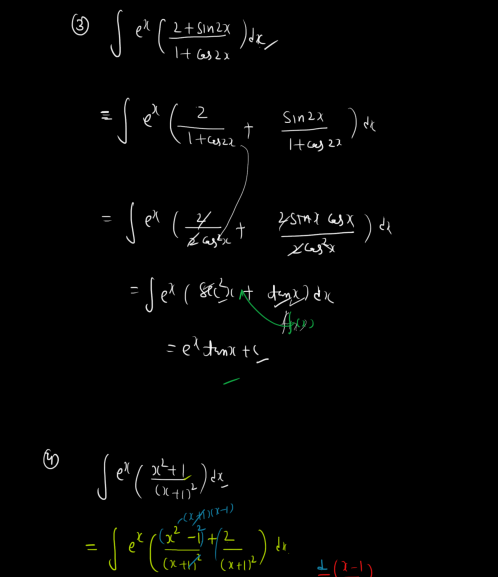 ③ ∫ eˣ ( (2 + sin2x) / (1 + cos2x) ) dx
= ∫ eˣ ( 2 / (1 + cos2x) + sin2x / (1 + cos2x) ) dx
= ∫ eˣ ( 2 / (2cos²x) + (2sinx cosx) / (2cos²x) ) dx
= ∫ eˣ ( sec²x + tanx ) dx
f(x)
= eˣ tanx + c
④ ∫ eˣ ( (x² + 1) / (x+1)² ) dx
(x+1)(x-1)
= ∫ eˣ ( (x² - 1²) / (x+1)² + 2 / (x+1)² ) dx
(x-1)